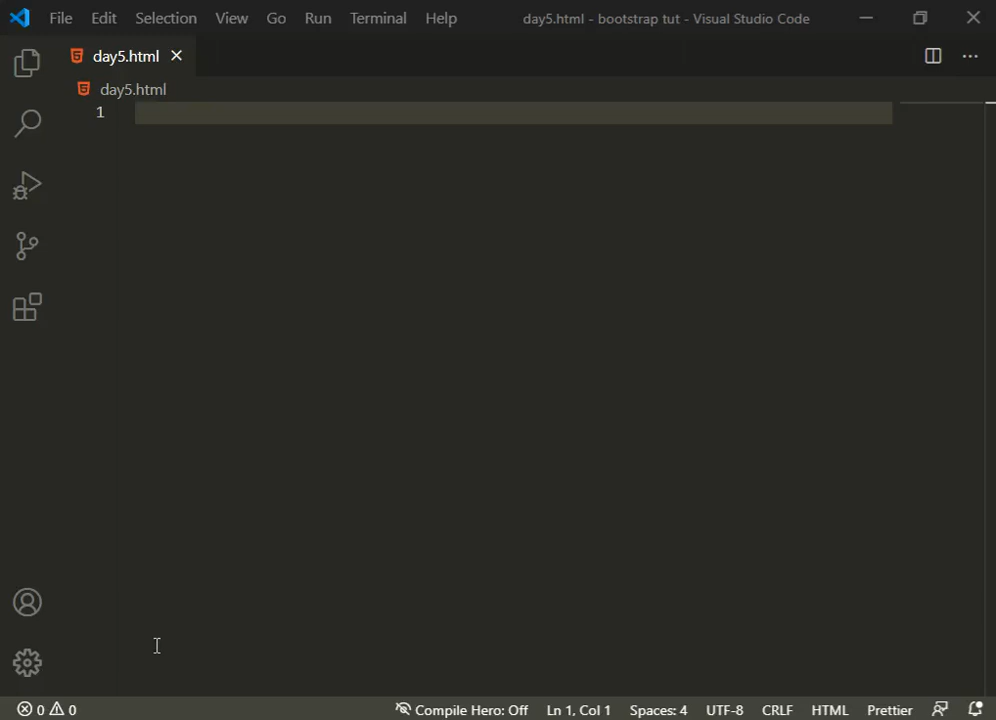 File Edit Selection View Go Run Terminal Help day5.html - bootstrap tut - Visual Studio Code
day5.html
day5.html
1
0 0 Compile Hero: Off Ln 1, Col 1 Spaces: 4 UTF-8 CRLF HTML Prettier